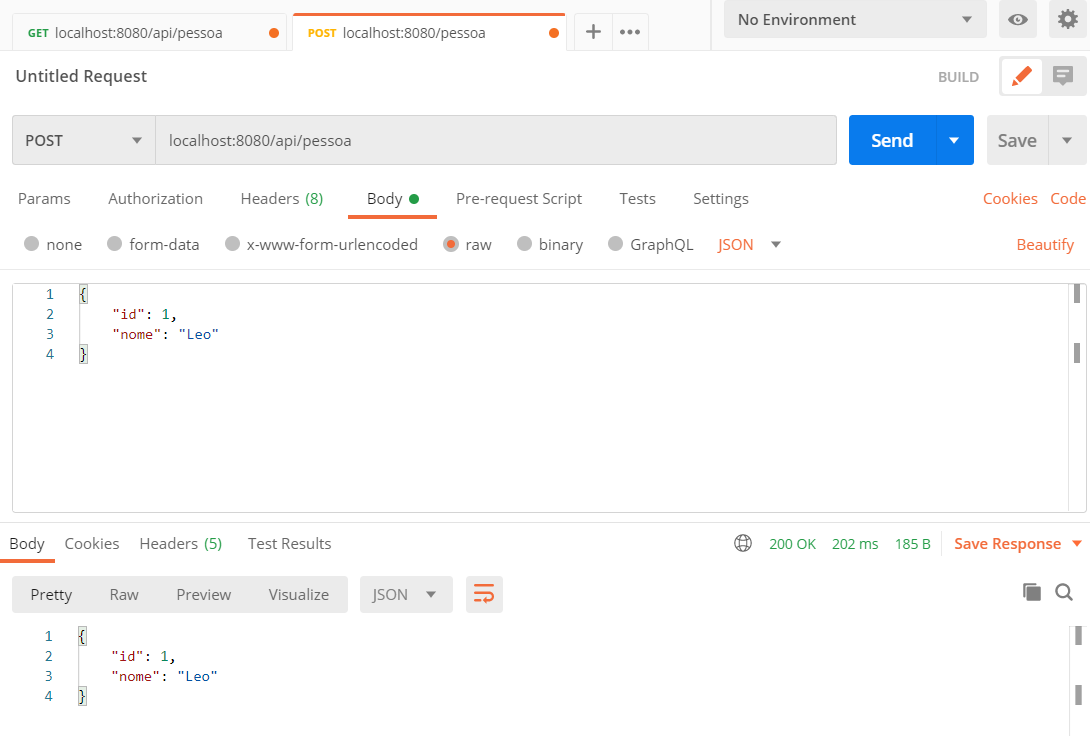 GET localhost:8080/api/pessoa POST localhost:8080/pessoa No Environment
Untitled Request BUILD
POST localhost:8080/api/pessoa Send Save
Params Authorization Headers (8) Body Pre-request Script Tests Settings Cookies Code
none form-data x-www-form-urlencoded raw binary GraphQL JSON Beautify
1 {
2 "id": 1,
3 "nome": "Leo"
4 }
Body Cookies Headers (5) Test Results 200 OK 202 ms 185 B Save Response
Pretty Raw Preview Visualize JSON
1 {
2 "id": 1,
3 "nome": "Leo"
4 }